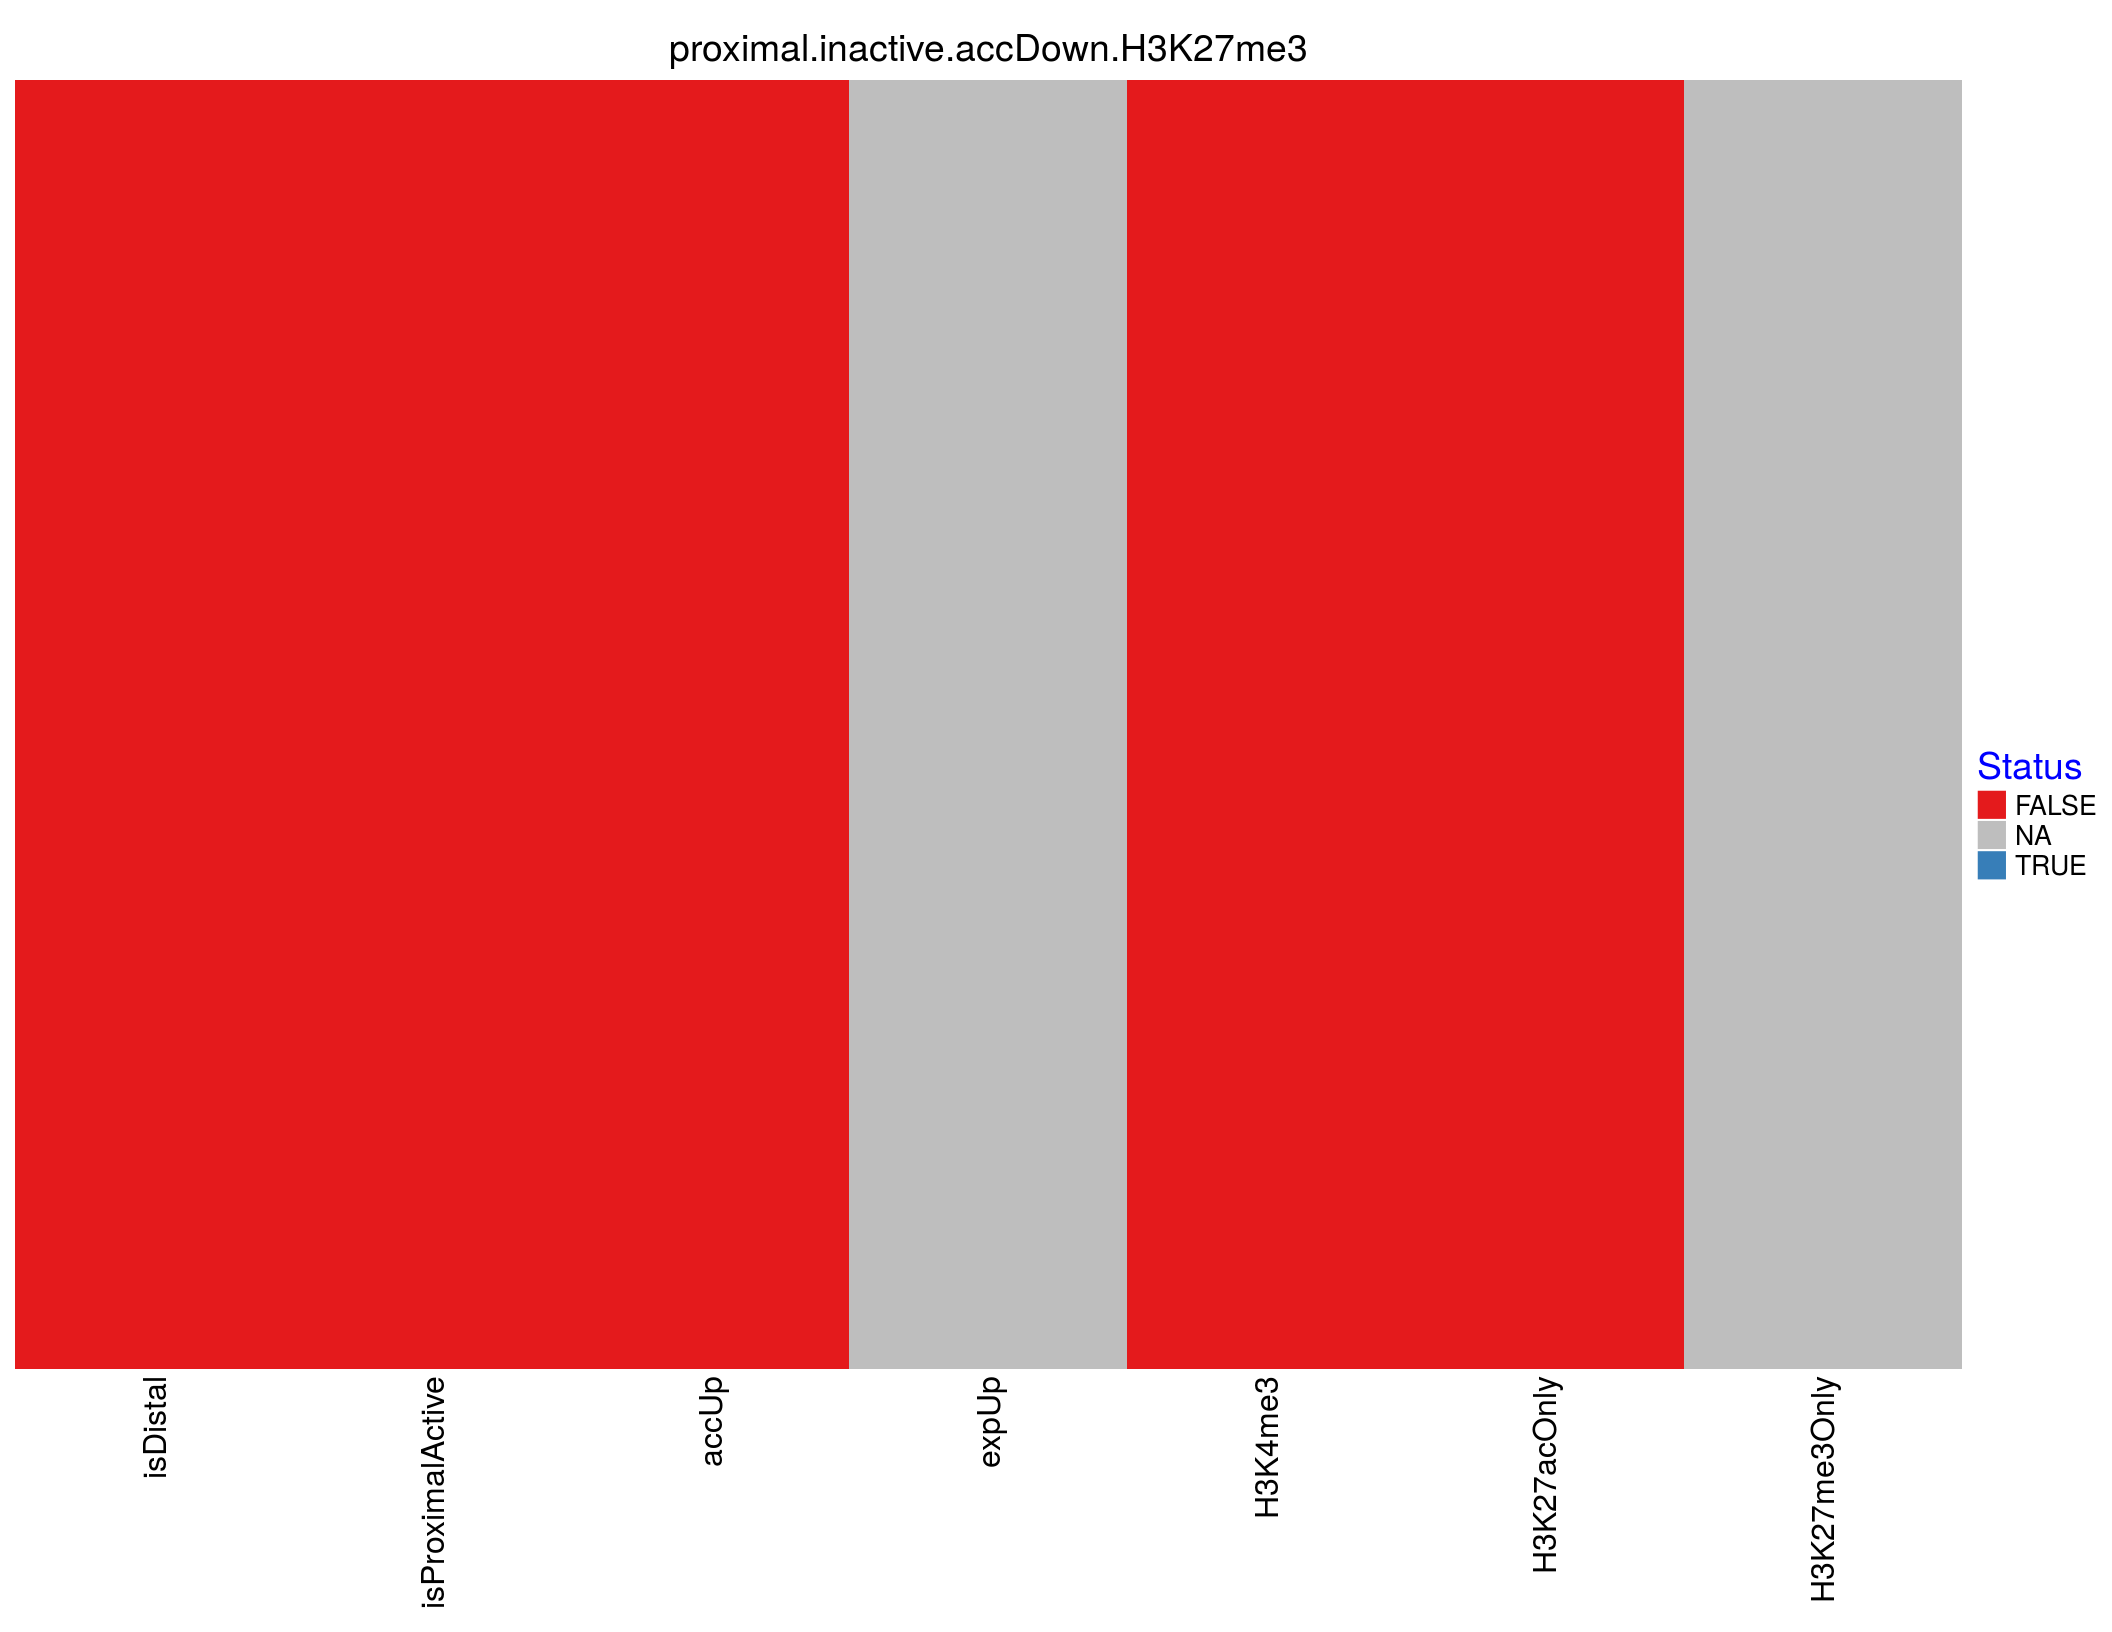 proximal.inactive.accDown.H3K27me3
Status
FALSE
NA
TRUE
isDistal
isProximalActive
accUp
expUp
H3K4me3
H3K27acOnly
H3K27me3Only